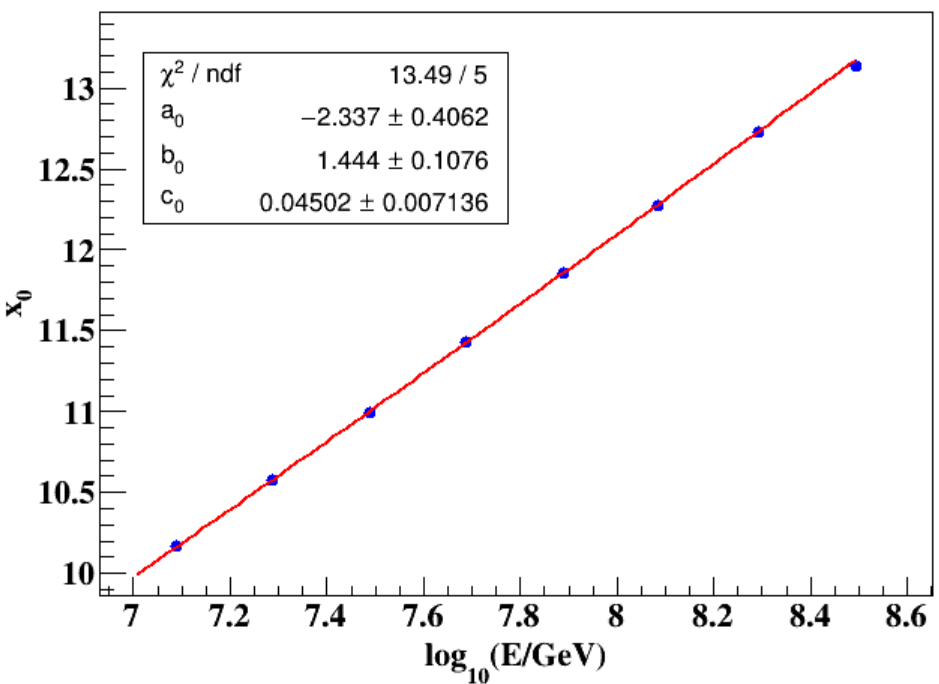 χ² / ndf 13.49 / 5
a₀ −2.337 ± 0.4062
b₀ 1.444 ± 0.1076
c₀ 0.04502 ± 0.007136
13
12.5
12
11.5
11
10.5
10
x₀
7 7.2 7.4 7.6 7.8 8 8.2 8.4 8.6
log₁₀(E/GeV)